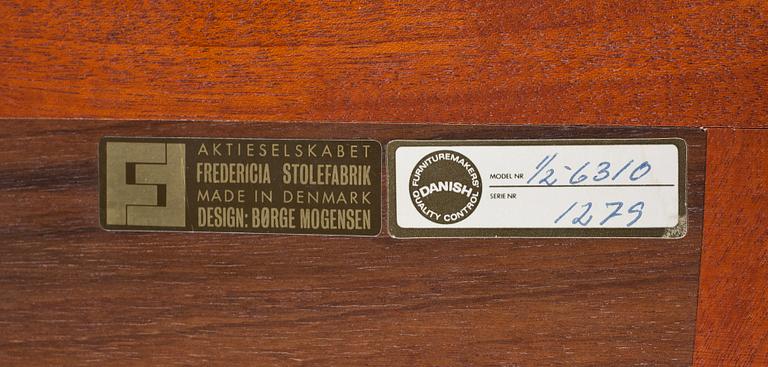 AKTIESELSKABET
FREDERICIA STOLEFABRIK
MADE IN DENMARK
DESIGN: BØRGE MOGENSEN
FURNITUREMAKERS'
DANISH
QUALITY CONTROL
MODEL NR 1/2-6310
SERIE NR 1279